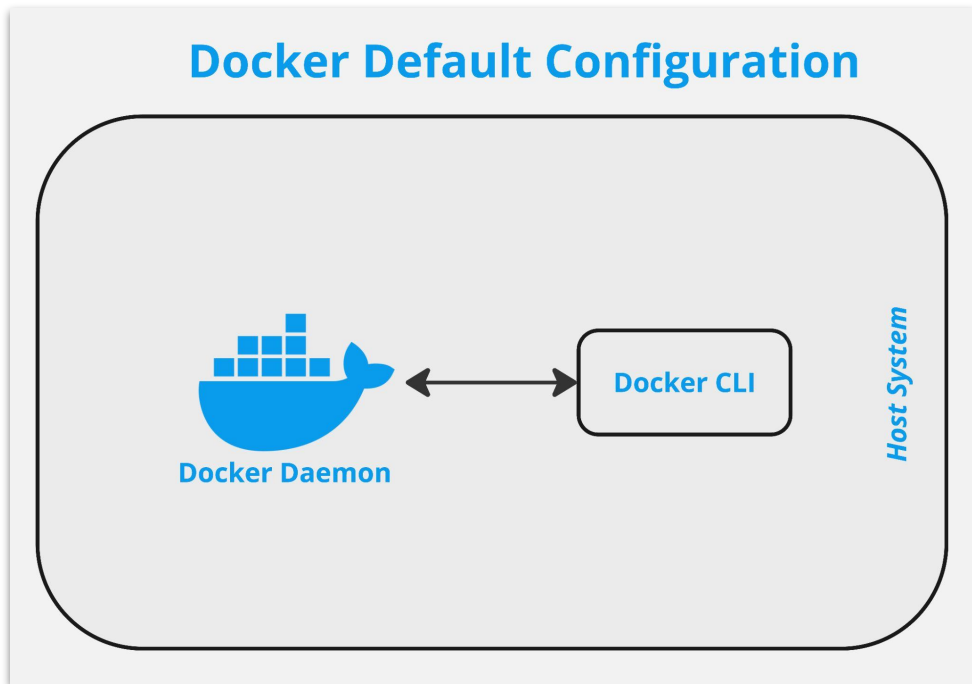 Docker Default Configuration
Docker Daemon
Docker CLI
Host System